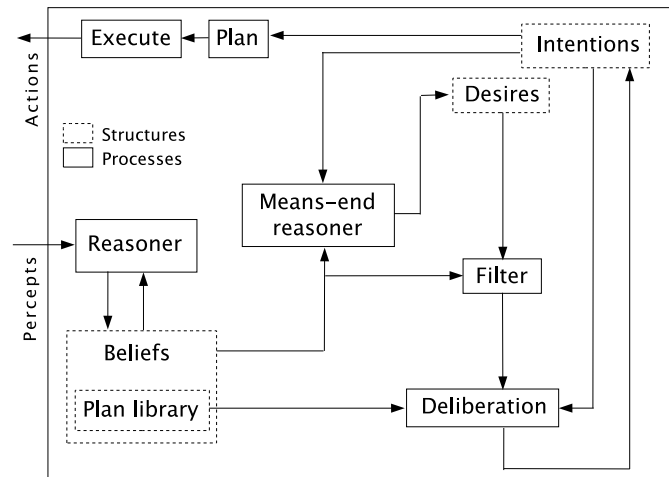 Execute
Plan
Intentions
Actions
Desires
Structures
Processes
Means-end
reasoner
Reasoner
Percepts
Filter
Beliefs
Plan library
Deliberation